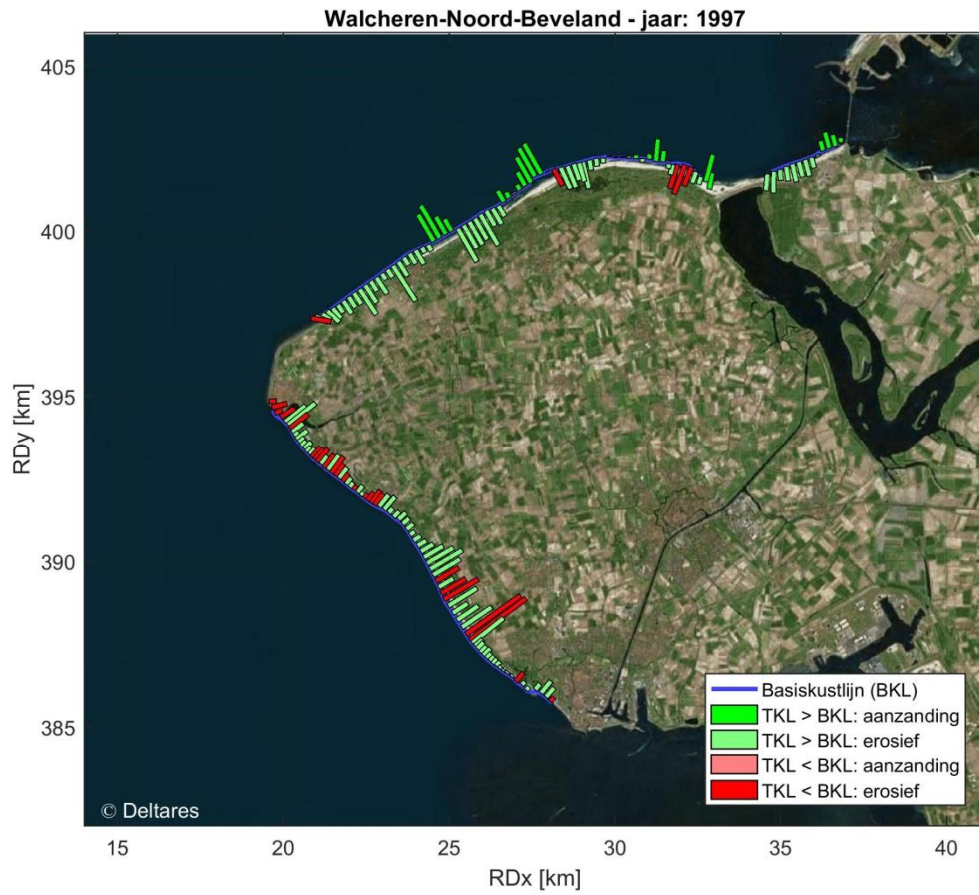 Walcheren-Noord-Beveland - jaar: 1997
405
400
395
390
385
RDy [km]
Basiskustlijn (BKL)
TKL > BKL: aanzanding
TKL > BKL: erosief
TKL < BKL: aanzanding
TKL < BKL: erosief
© Deltares
15 20 25 30 35 40
RDx [km]